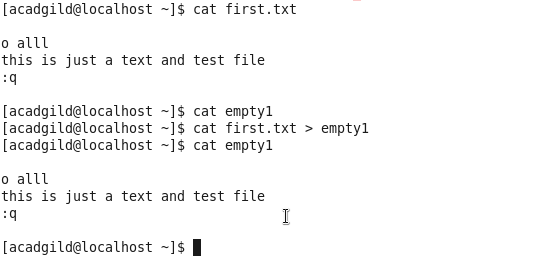 [acadgild@localhost ~]$ cat first.txt
o alll
this is just a text and test file
:q
[acadgild@localhost ~]$ cat empty1
[acadgild@localhost ~]$ cat first.txt > empty1
[acadgild@localhost ~]$ cat empty1
o alll
this is just a text and test file
:q
[acadgild@localhost ~]$